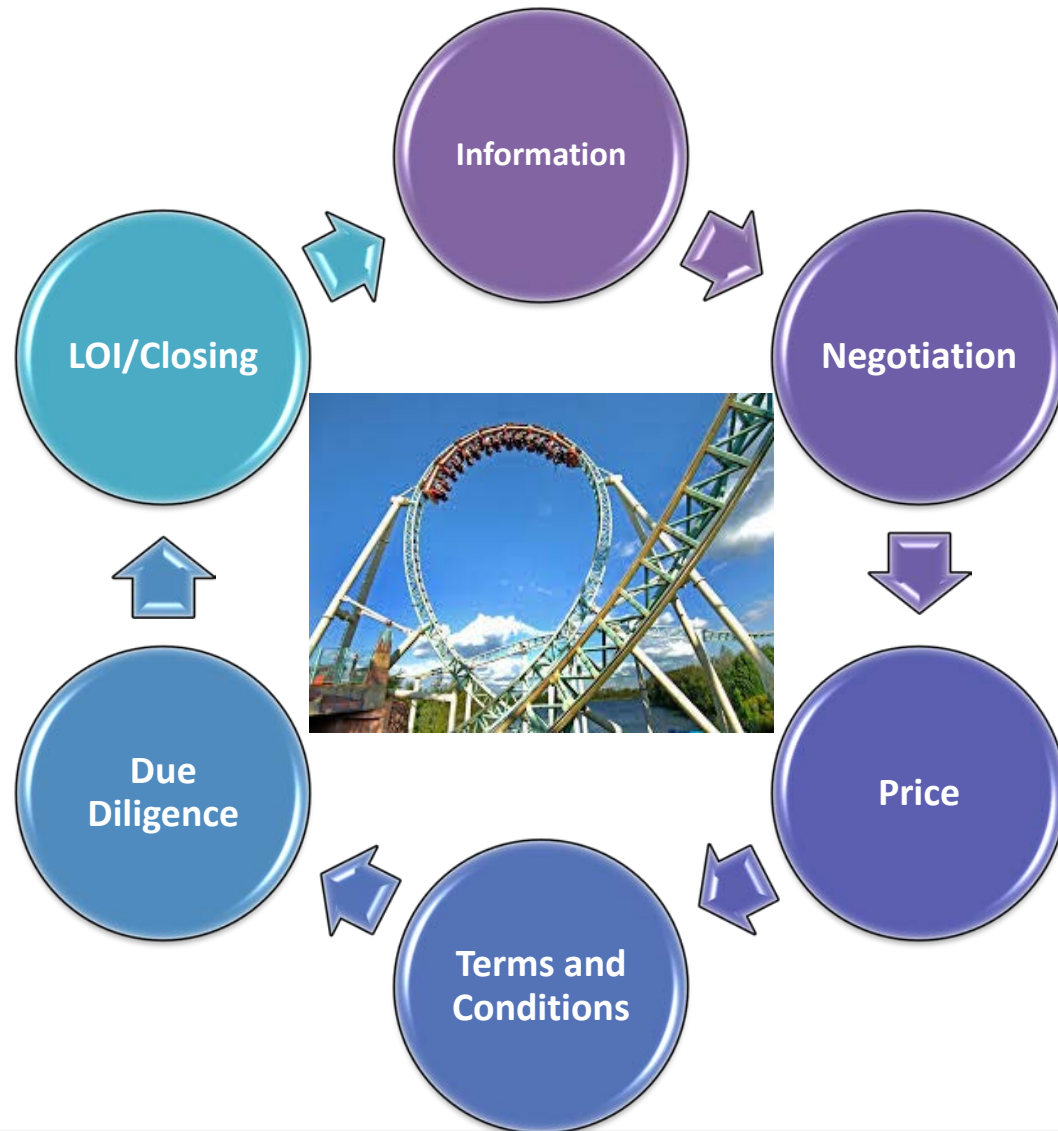 Information
Negotiation
Price
Terms and
Conditions
Due
Diligence
LOI/Closing